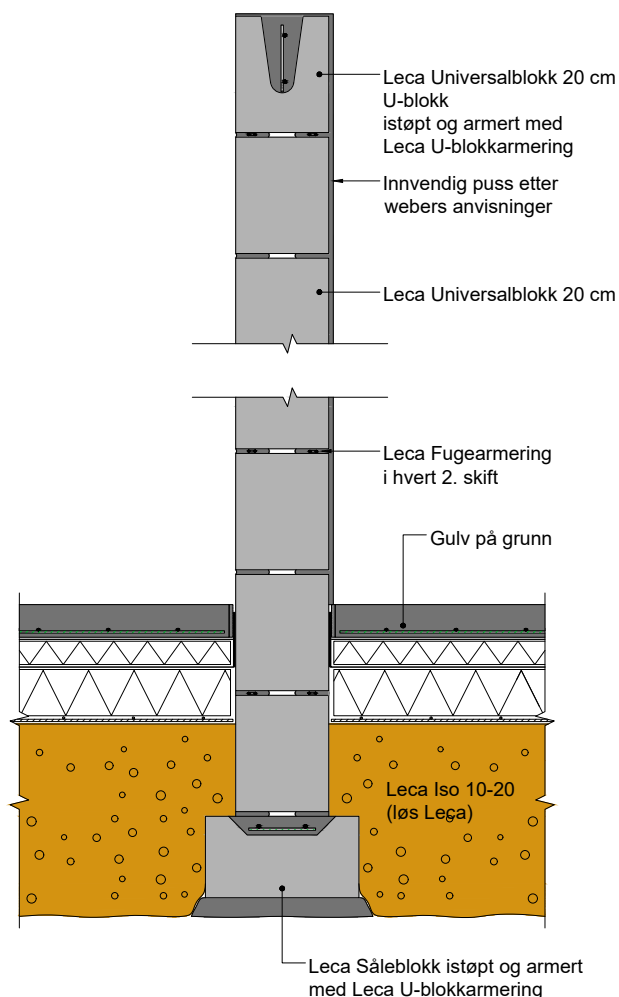 Leca Universalblokk 20 cm
U-blokk
istøpt og armert med
Leca U-blokkarmering
Innvendig puss etter
webers anvisninger
Leca Universalblokk 20 cm
Leca Fugearmering
i hvert 2. skift
Gulv på grunn
Leca Iso 10-20
(løs Leca)
Leca Såleblokk istøpt og armert
med Leca U-blokkarmering